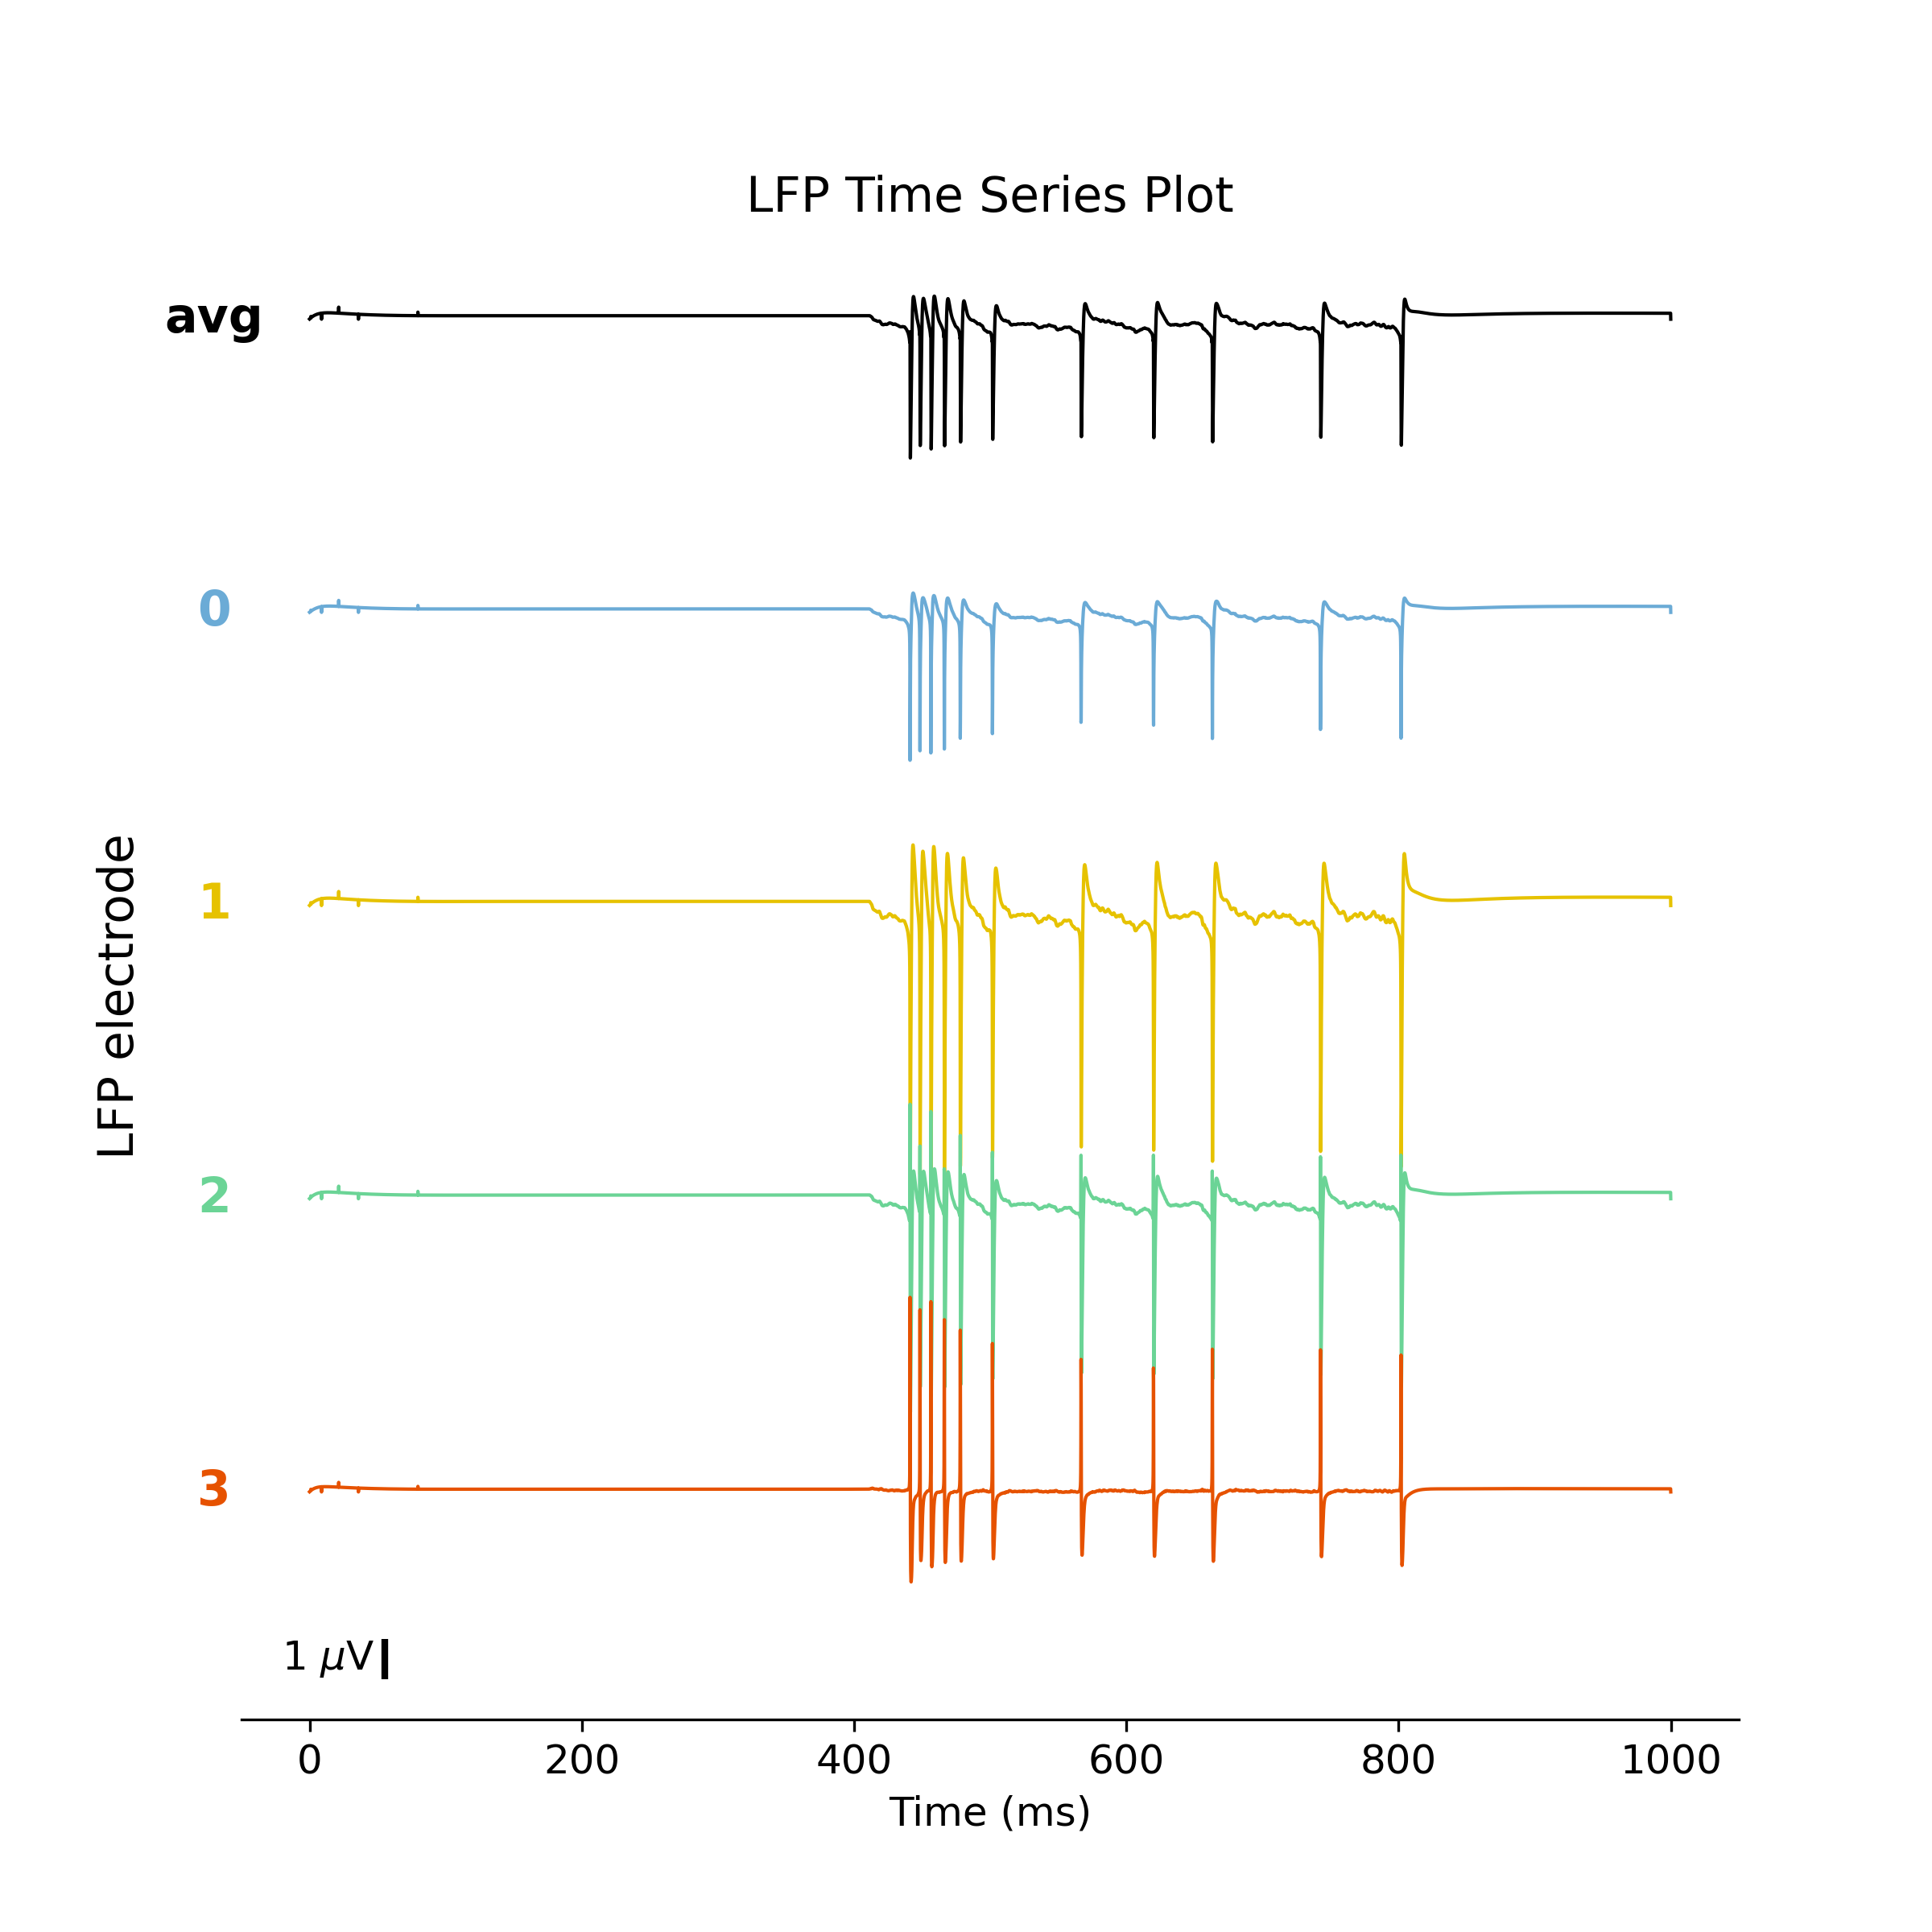 LFP Time Series Plot
avg
0
1
2
3
LFP electrode
1 μV
0 200 400 600 800 1000
Time (ms)